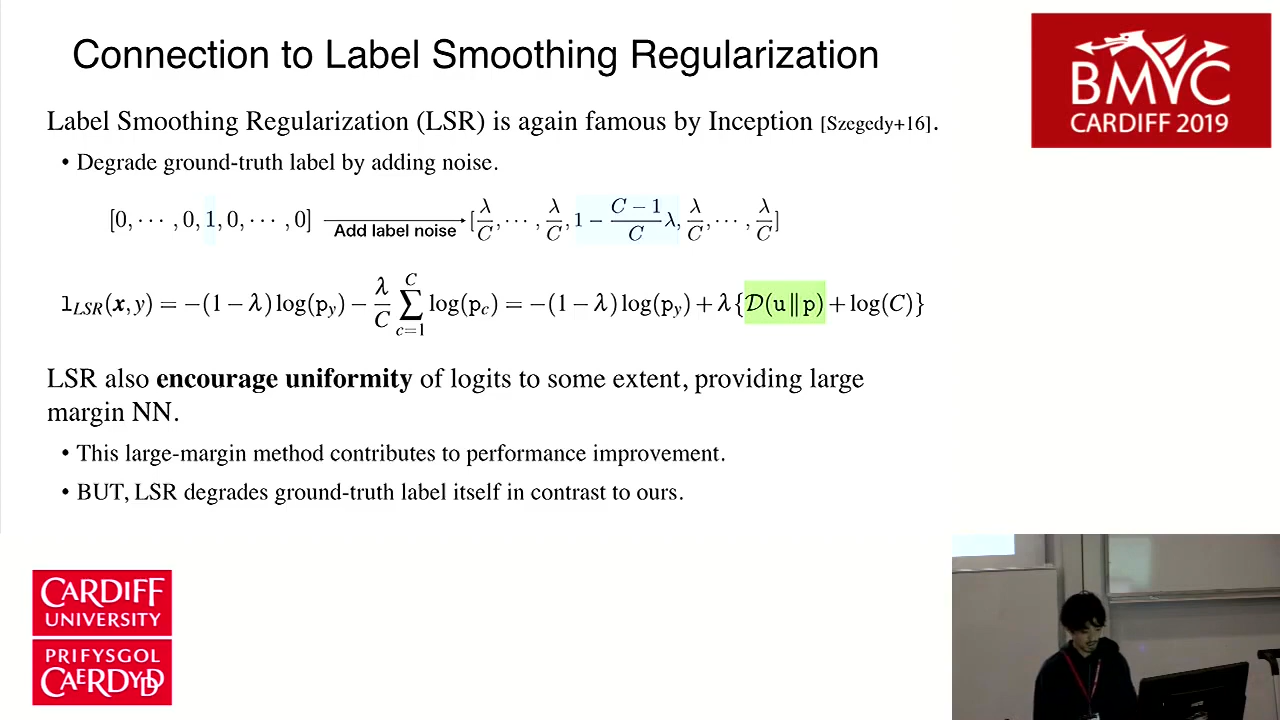 Connection to Label Smoothing Regularization
BMVC
CARDIFF 2019
Label Smoothing Regularization (LSR) is again famous by Inception [Szegedy+16].
• Degrade ground-truth label by adding noise.
[0, ⋯ , 0, 1, 0, ⋯ , 0] Add label noise [λ/C, ⋯ , λ/C, 1 − C − 1/C λ, λ/C, ⋯ , λ/C]
l_LSR(x, y) = −(1 − λ) log(p_y) − λ/C ∑_{c=1}^{C} log(p_c) = −(1 − λ) log(p_y) + λ{D(u‖p) + log(C)}
LSR also encourage uniformity of logits to some extent, providing large
margin NN.
• This large-margin method contributes to performance improvement.
• BUT, LSR degrades ground-truth label itself in contrast to ours.
CARDIFF
UNIVERSITY
PRIFYSGOL
CAERDYDD